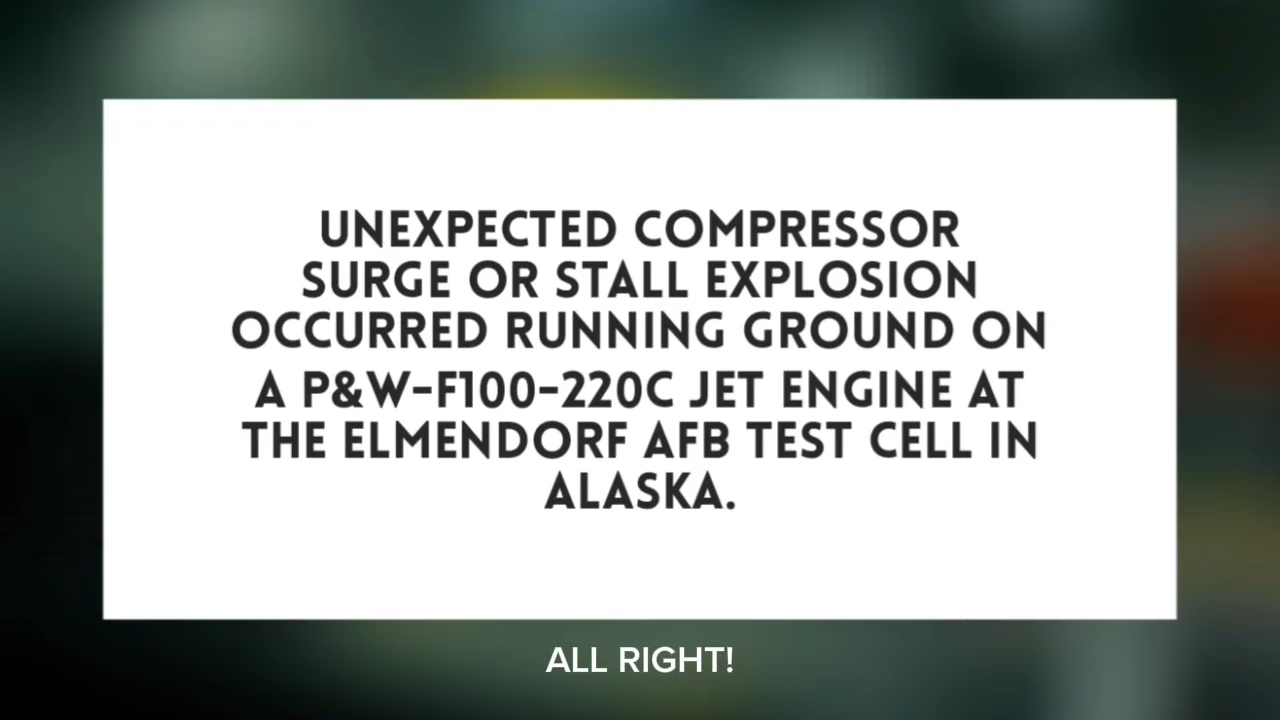 UNEXPECTED COMPRESSOR
SURGE OR STALL EXPLOSION
OCCURRED RUNNING GROUND ON
A P&W-F100-220C JET ENGINE AT
THE ELMENDORF AFB TEST CELL IN
ALASKA.
ALL RIGHT!